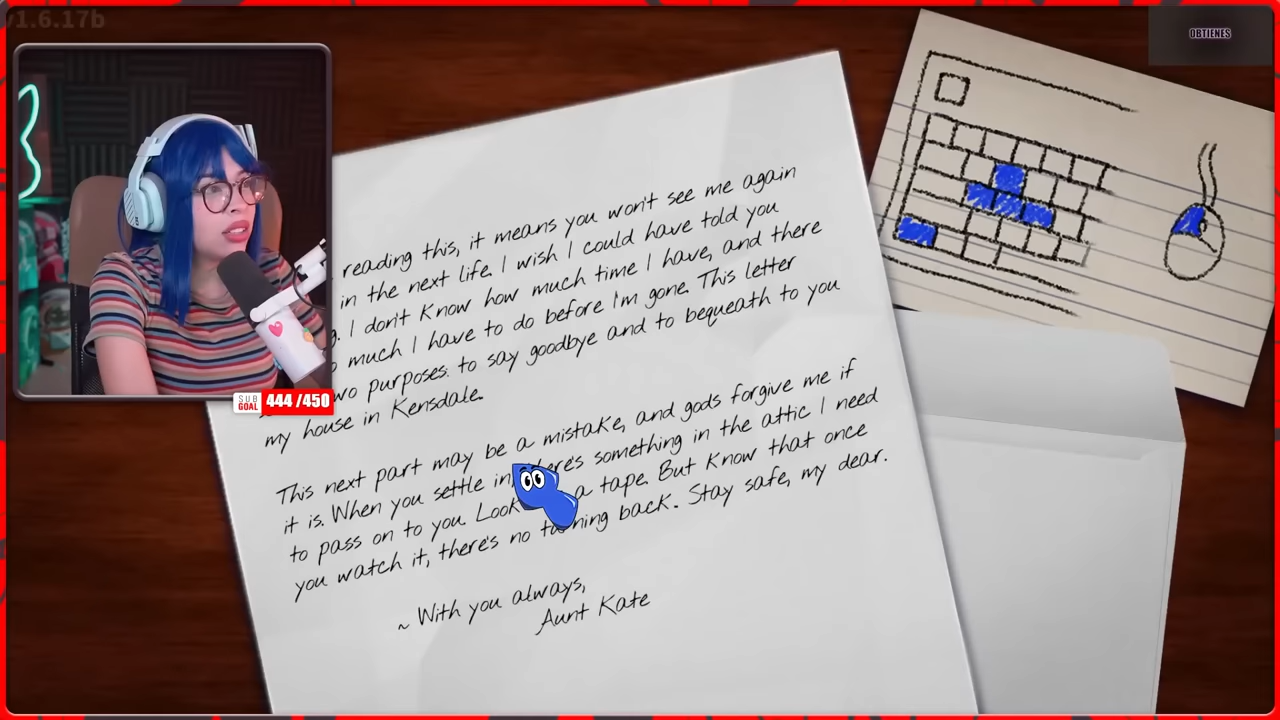 v1.6.17b
OBTIENES
reading this, it means you won't see me again
in the next life. I wish I could have told you
I don't know how much time I have, and there
much I have to do before I'm gone. This letter
two purposes: to say goodbye and to bequeath to you
my house in Kensdale.
This next part may be a mistake, and gods forgive me if
it is. When you settle in, there's something in the attic I need
to pass on to you. Look a tape. But know that once
you watch it, there's no turning back. Stay safe, my dear.
~ With you always,
Aunt Kate
SUB
GOAL
444 /450